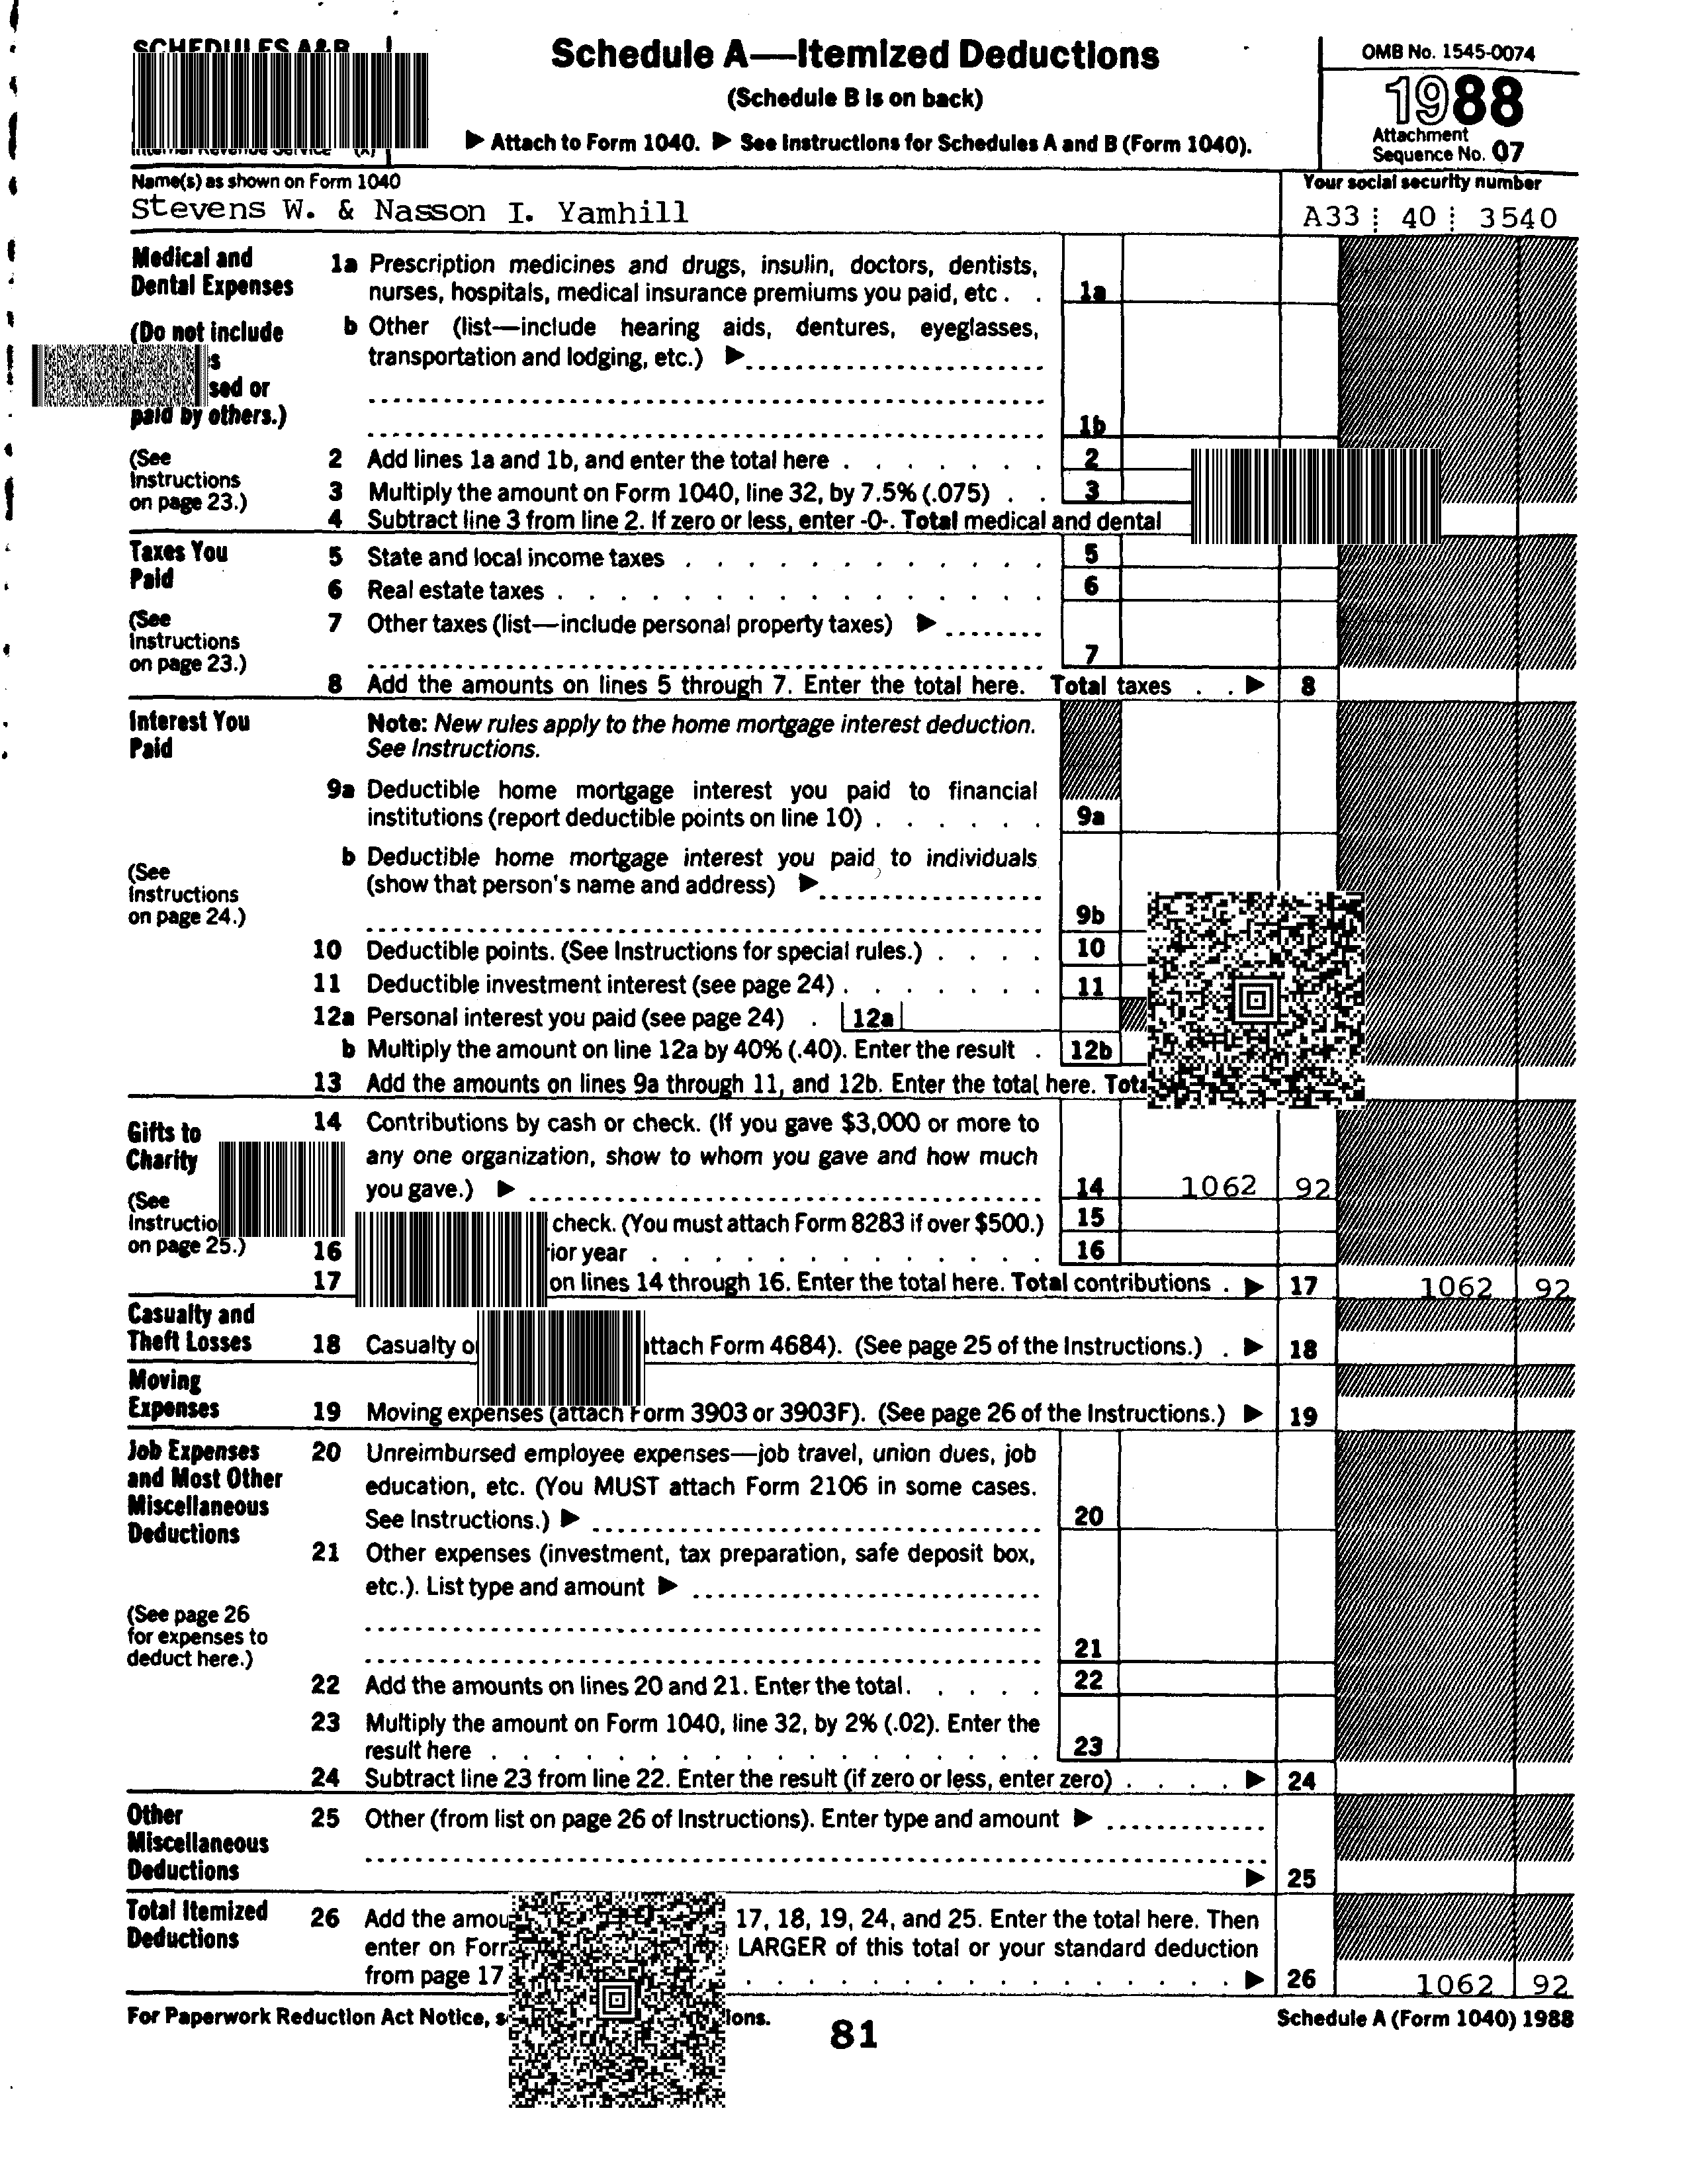 Schedule A—Itemized Deductions
(Schedule B is on back)
▶ Attach to Form 1040. ▶ See Instructions for Schedules A and B (Form 1040).
OMB No. 1545-0074
1988
Attachment
Sequence No. 07
Name(s) as shown on Form 1040
Stevens W. & Nasson I. Yamhill
Your social security number
A33 40 3540
Medical and
Dental Expenses
(Do not include
sed or
paid by others.)
(See
Instructions
on page 23.)
1a Prescription medicines and drugs, insulin, doctors, dentists,
nurses, hospitals, medical insurance premiums you paid, etc . . 1a
b Other (list—include hearing aids, dentures, eyeglasses,
transportation and lodging, etc.) ▶
1b
2 Add lines 1a and 1b, and enter the total here . . . . . . . 2
3 Multiply the amount on Form 1040, line 32, by 7.5% (.075) . . 3
4 Subtract line 3 from line 2. If zero or less, enter -0-. Total medical and dental
Taxes You
Paid
(See
Instructions
on page 23.)
5 State and local income taxes . . . . . . . . . . . . 5
6 Real estate taxes . . . . . . . . . . . . . . . . 6
7 Other taxes (list—include personal property taxes) ▶
7
8 Add the amounts on lines 5 through 7. Enter the total here. Total taxes . . ▶ 8
Interest You
Paid
(See
Instructions
on page 24.)
Note: New rules apply to the home mortgage interest deduction.
See Instructions.
9a Deductible home mortgage interest you paid to financial
institutions (report deductible points on line 10) . . . . . . 9a
b Deductible home mortgage interest you paid to individuals
(show that person's name and address) ▶
9b
10 Deductible points. (See Instructions for special rules.) . . . . 10
11 Deductible investment interest (see page 24) . . . . . . . 11
12a Personal interest you paid (see page 24) . 12a
b Multiply the amount on line 12a by 40% (.40). Enter the result . 12b
13 Add the amounts on lines 9a through 11, and 12b. Enter the total here.
Gifts to
Charity
(See
on page 25.)
14 Contributions by cash or check. (If you gave $3,000 or more to
any one organization, show to whom you gave and how much
you gave.) ▶ 14 1062 92
check. (You must attach Form 8283 if over $500.) 15
16 year . . . . . . . . . . . . . . 16
17 on lines 14 through 16. Enter the total here. Total contributions . ▶ 17 1062 92
Casualty and
Theft Losses
18 Casualty attach Form 4684). (See page 25 of the Instructions.) . ▶ 18
Moving
Expenses
19 Moving expenses (attach Form 3903 or 3903F). (See page 26 of the Instructions.) ▶ 19
Job Expenses
and Most Other
Miscellaneous
Deductions
(See page 26
for expenses to
deduct here.)
20 Unreimbursed employee expenses—job travel, union dues, job
education, etc. (You MUST attach Form 2106 in some cases.
See Instructions.) ▶ 20
21 Other expenses (investment, tax preparation, safe deposit box,
etc.). List type and amount ▶
21
22 Add the amounts on lines 20 and 21. Enter the total. . . . . 22
23 Multiply the amount on Form 1040, line 32, by 2% (.02). Enter the
result here . . . . . . . . . . . . . . . . . . 23
24 Subtract line 23 from line 22. Enter the result (if zero or less, enter zero) . . . . ▶ 24
Other
Miscellaneous
Deductions
25 Other (from list on page 26 of Instructions). Enter type and amount ▶
▶ 25
Total Itemized
Deductions
26 Add the 17, 18, 19, 24, and 25. Enter the total here. Then
enter on LARGER of this total or your standard deduction
from page 17 . . . . . . . . . . . . . ▶ 26 1062 92
For Paperwork Reduction Act Notice,
81
Schedule A (Form 1040) 1988